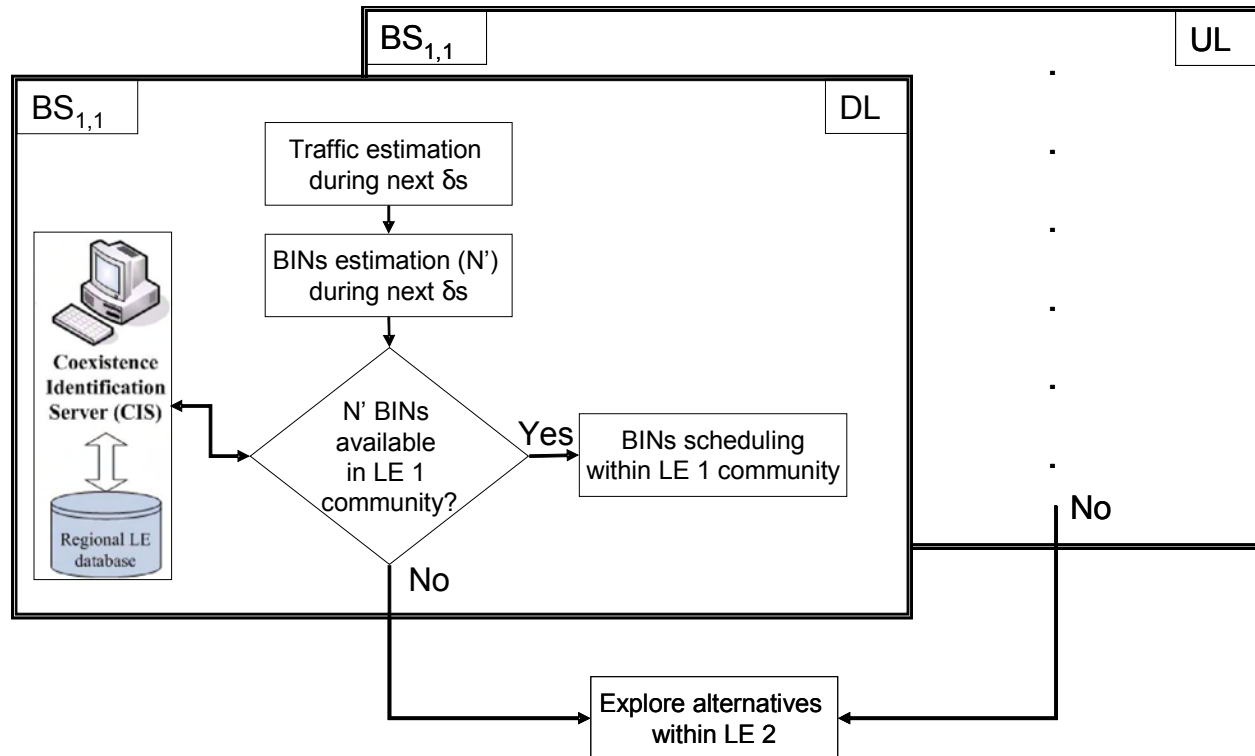 BS1,1
UL
BS1,1
DL
Traffic estimation
during next δs
BINs estimation (N’)
during next δs
Coexistence
Identification
Server (CIS)
Regional LE
database
N’ BINs
available
in LE 1
community?
Yes
BINs scheduling
within LE 1 community
No
No
Explore alternatives
within LE 2